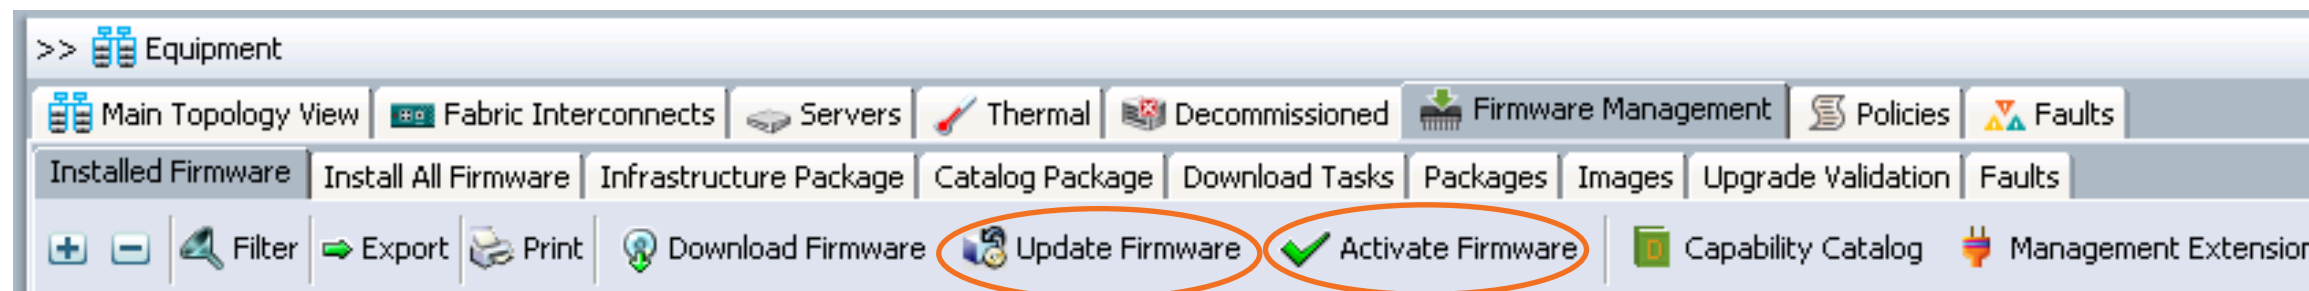 >> Equipment
Main Topology View Fabric Interconnects Servers Thermal Decommissioned Firmware Management Policies Faults
Installed Firmware Install All Firmware Infrastructure Package Catalog Package Download Tasks Packages Images Upgrade Validation Faults
+ - Filter Export Print Download Firmware Update Firmware Activate Firmware D Capability Catalog Management Extension